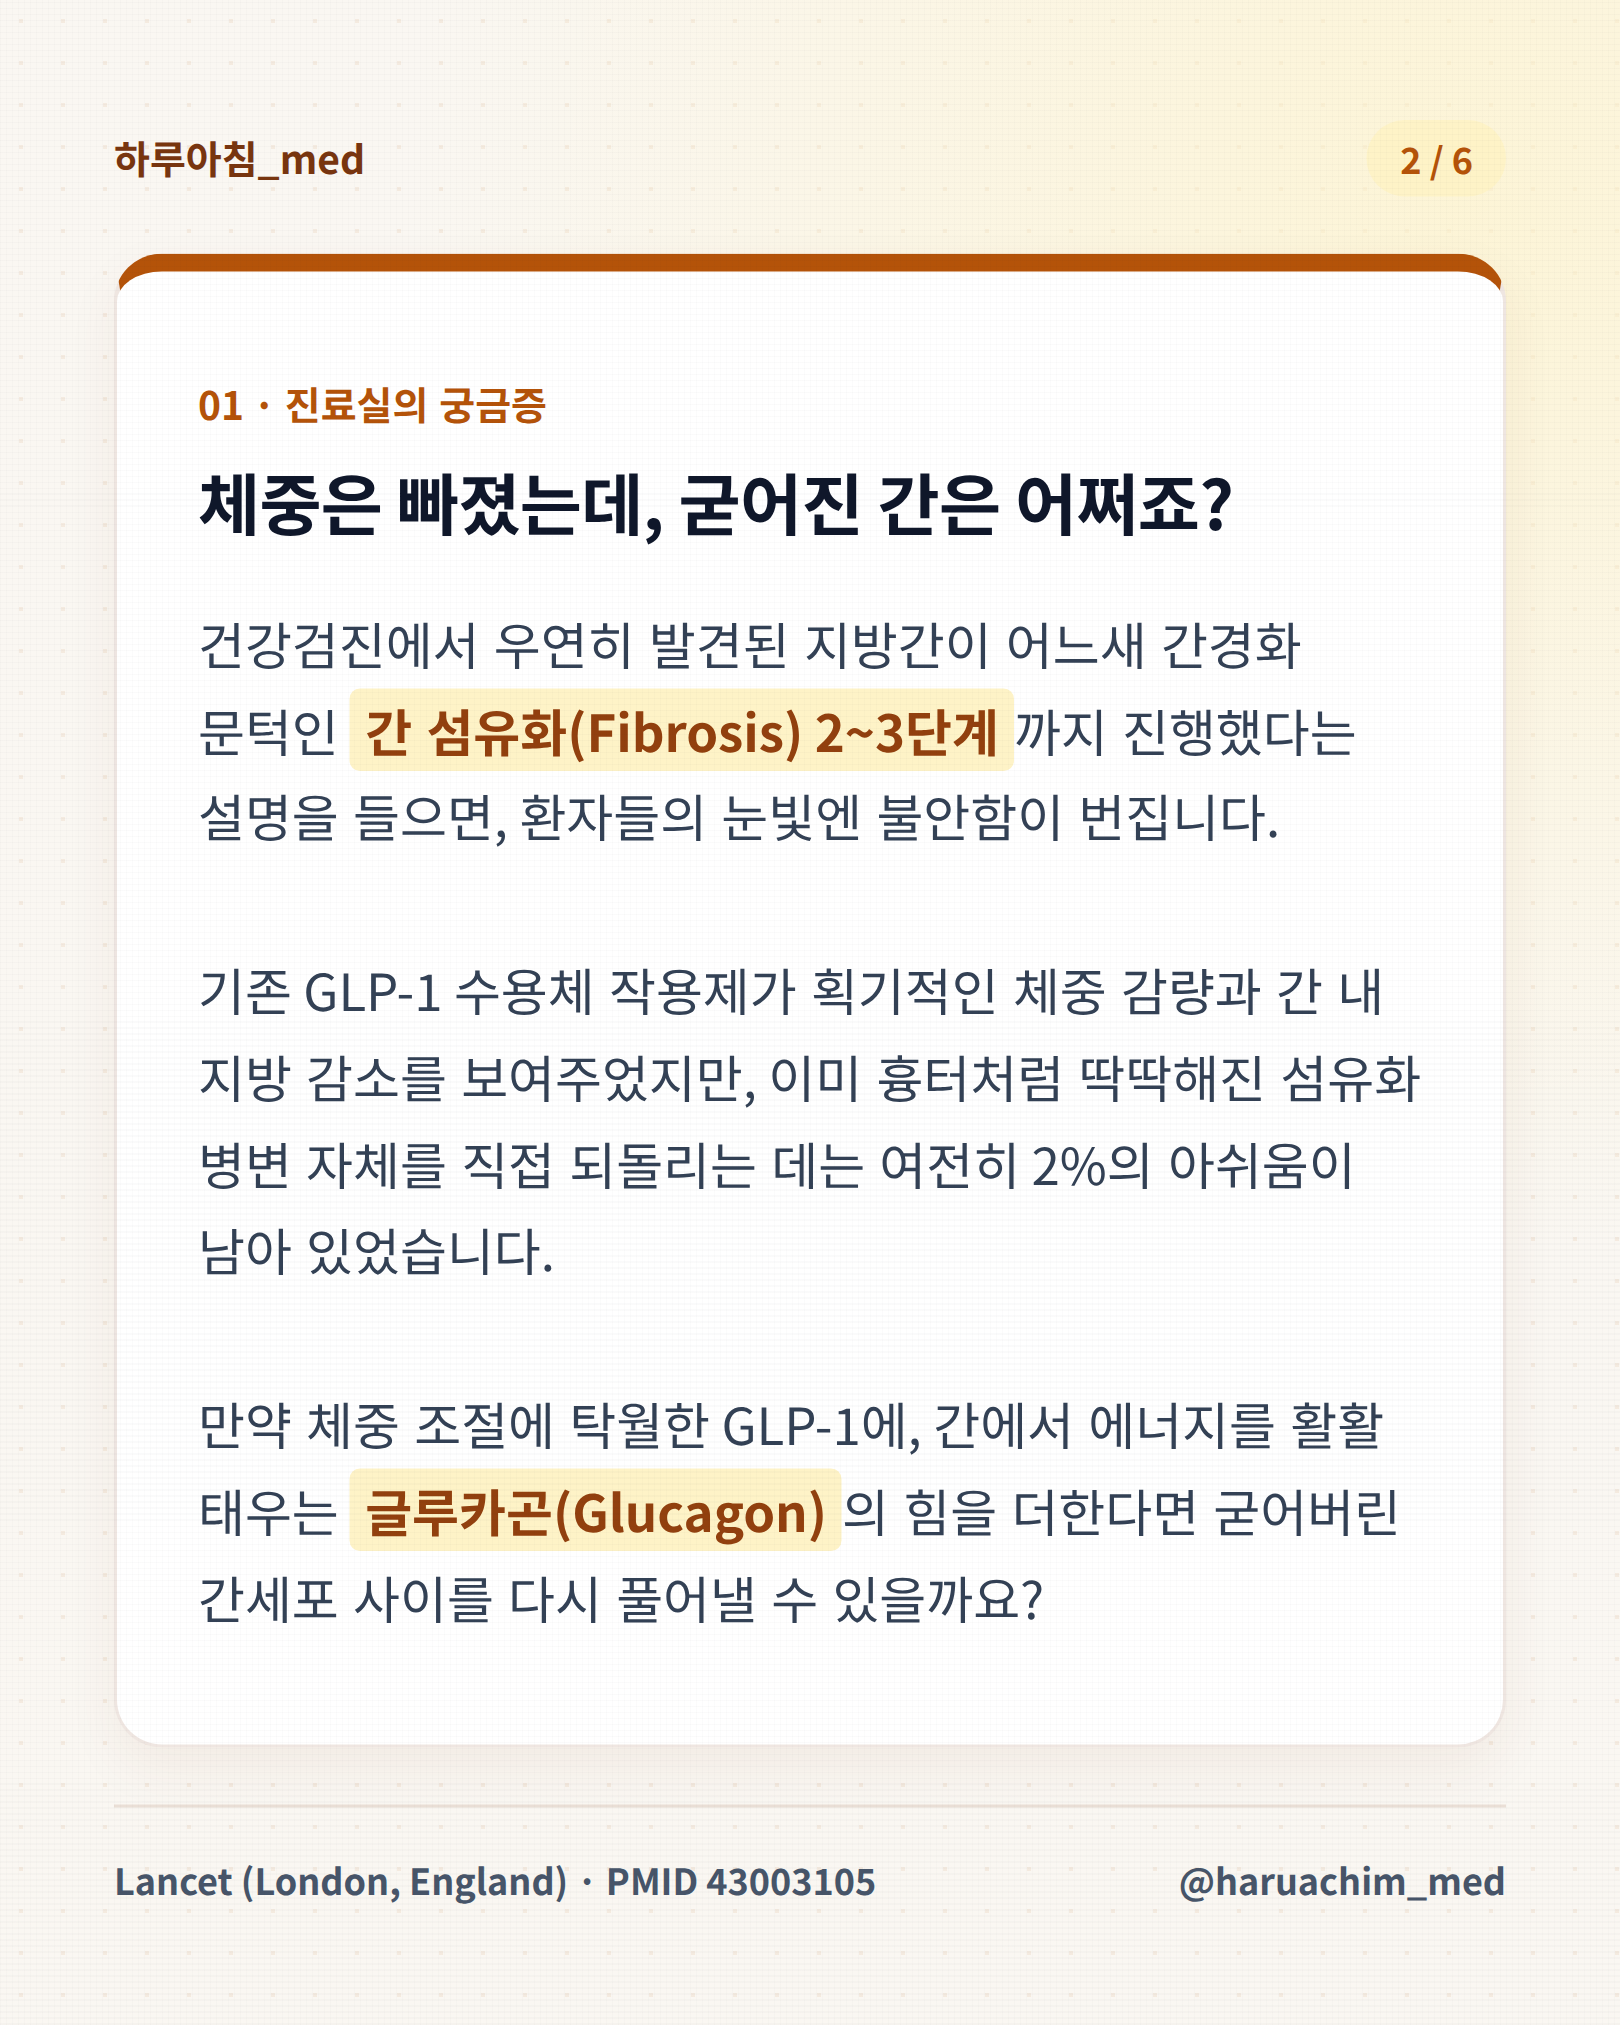 하루아침_med
2 / 6
01 · 진료실의 궁금증
체중은 빠졌는데, 굳어진 간은 어쩌죠?
건강검진에서 우연히 발견된 지방간이 어느새 간경화
문턱인 간 섬유화(Fibrosis) 2~3단계까지 진행했다는
설명을 들으면, 환자들의 눈빛엔 불안함이 번집니다.
기존 GLP-1 수용체 작용제가 획기적인 체중 감량과 간 내
지방 감소를 보여주었지만, 이미 흉터처럼 딱딱해진 섬유화
병변 자체를 직접 되돌리는 데는 여전히 2%의 아쉬움이
남아 있었습니다.
만약 체중 조절에 탁월한 GLP-1에, 간에서 에너지를 활활
태우는 글루카곤(Glucagon)의 힘을 더한다면 굳어버린
간세포 사이를 다시 풀어낼 수 있을까요?
Lancet (London, England) · PMID 43003105
@haruachim_med